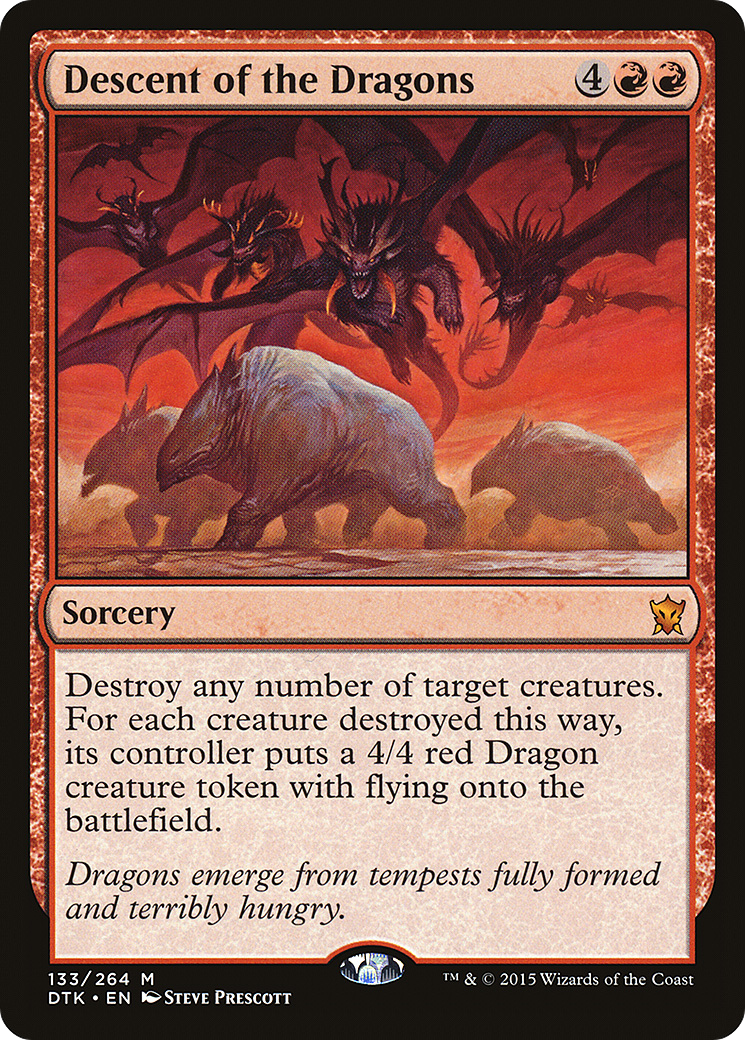 Descent of the Dragons 4
Sorcery
Destroy any number of target creatures.
For each creature destroyed this way,
its controller puts a 4/4 red Dragon
creature token with flying onto the
battlefield.
Dragons emerge from tempests fully formed
and terribly hungry.
133/264 M
™ & © 2015 Wizards of the Coast
DTK • EN Steve Prescott